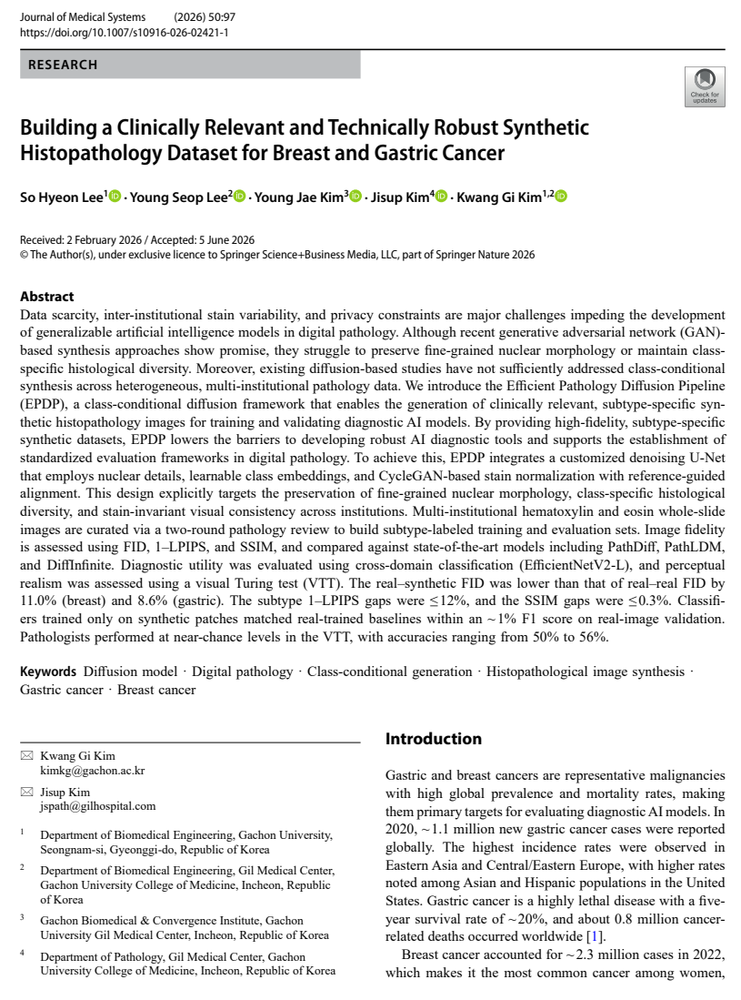 Journal of Medical Systems (2026) 50:97
https://doi.org/10.1007/s10916-026-02421-1
RESEARCH
Check for
updates
Building a Clinically Relevant and Technically Robust Synthetic
Histopathology Dataset for Breast and Gastric Cancer
So Hyeon Lee1 · Young Seop Lee2 · Young Jae Kim3 · Jisup Kim4 · Kwang Gi Kim1,2
Received: 2 February 2026 / Accepted: 5 June 2026
© The Author(s), under exclusive licence to Springer Science+Business Media, LLC, part of Springer Nature 2026
Abstract
Data scarcity, inter-institutional stain variability, and privacy constraints are major challenges impeding the development
of generalizable artificial intelligence models in digital pathology. Although recent generative adversarial network (GAN)-
based synthesis approaches show promise, they struggle to preserve fine-grained nuclear morphology or maintain class-
specific histological diversity. Moreover, existing diffusion-based studies have not sufficiently addressed class-conditional
synthesis across heterogeneous, multi-institutional pathology data. We introduce the Efficient Pathology Diffusion Pipeline
(EPDP), a class-conditional diffusion framework that enables the generation of clinically relevant, subtype-specific syn-
thetic histopathology images for training and validating diagnostic AI models. By providing high-fidelity, subtype-specific
synthetic datasets, EPDP lowers the barriers to developing robust AI diagnostic tools and supports the establishment of
standardized evaluation frameworks in digital pathology. To achieve this, EPDP integrates a customized denoising U-Net
that employs nuclear details, learnable class embeddings, and CycleGAN-based stain normalization with reference-guided
alignment. This design explicitly targets the preservation of fine-grained nuclear morphology, class-specific histological
diversity, and stain-invariant visual consistency across institutions. Multi-institutional hematoxylin and eosin whole-slide
images are curated via a two-round pathology review to build subtype-labeled training and evaluation sets. Image fidelity
is assessed using FID, 1–LPIPS, and SSIM, and compared against state-of-the-art models including PathDiff, PathLDM,
and DiffInfinite. Diagnostic utility was evaluated using cross-domain classification (EfficientNetV2-L), and perceptual
realism was assessed using a visual Turing test (VTT). The real–synthetic FID was lower than that of real–real FID by
11.0% (breast) and 8.6% (gastric). The subtype 1–LPIPS gaps were ≤12%, and the SSIM gaps were ≤0.3%. Classifi-
ers trained only on synthetic patches matched real-trained baselines within an ~1% F1 score on real-image validation.
Pathologists performed at near-chance levels in the VTT, with accuracies ranging from 50% to 56%.
Keywords Diffusion model · Digital pathology · Class-conditional generation · Histopathological image synthesis ·
Gastric cancer · Breast cancer
Kwang Gi Kim
kimkg@gachon.ac.kr
Jisup Kim
jspath@gilhospital.com
1 Department of Biomedical Engineering, Gachon University,
Seongnam-si, Gyeonggi-do, Republic of Korea
2 Department of Biomedical Engineering, Gil Medical Center,
Gachon University College of Medicine, Incheon, Republic
of Korea
3 Gachon Biomedical & Convergence Institute, Gachon
University Gil Medical Center, Incheon, Republic of Korea
4 Department of Pathology, Gil Medical Center, Gachon
University College of Medicine, Incheon, Republic of Korea
Introduction
Gastric and breast cancers are representative malignancies
with high global prevalence and mortality rates, making
them primary targets for evaluating diagnostic AI models. In
2020, ~1.1 million new gastric cancer cases were reported
globally. The highest incidence rates were observed in
Eastern Asia and Central/Eastern Europe, with higher rates
noted among Asian and Hispanic populations in the United
States. Gastric cancer is a highly lethal disease with a five-
year survival rate of ~20%, and about 0.8 million cancer-
related deaths occurred worldwide [1].
Breast cancer accounted for ~2.3 million cases in 2022,
which makes it the most common cancer among women,